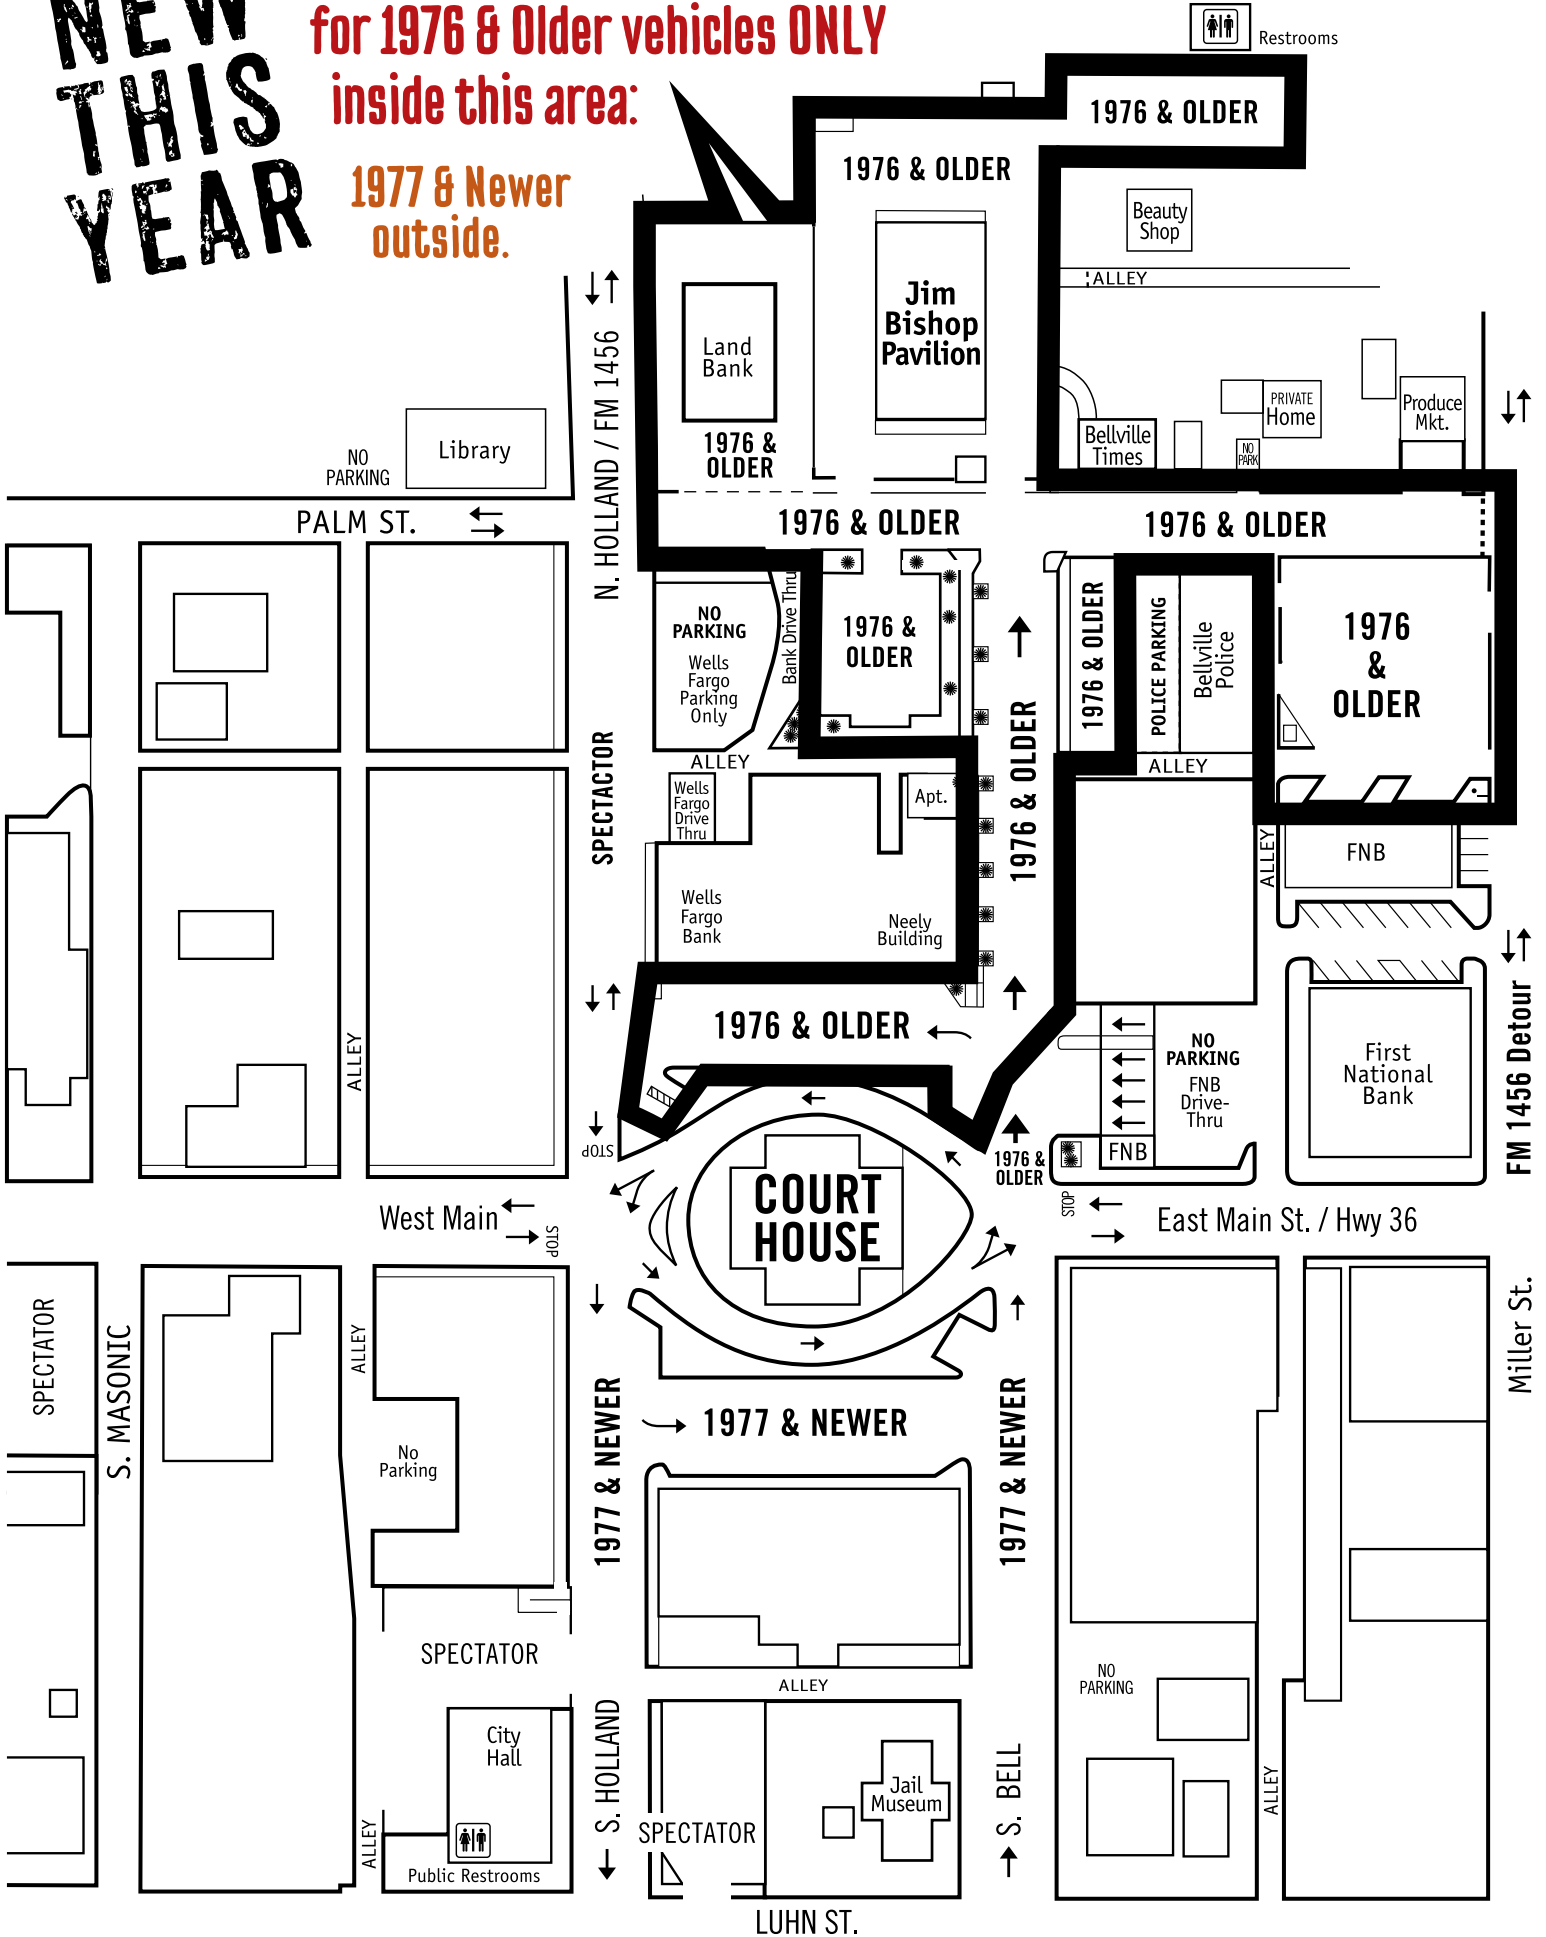 NEW
THIS
YEAR
for 1976 & Older vehicles ONLY
inside this area:
1977 & Newer
outside.
Restrooms
1976 & OLDER
1976 & OLDER
Beauty
Shop
ALLEY
Jim
Bishop
Pavilion
Land
Bank
1976 &
OLDER
N. HOLLAND / FM 1456
Library
NO
PARKING
PRIVATE
Home
Produce
Mkt.
Bellville
Times
NO
PARK
PALM ST.
1976 & OLDER
1976 & OLDER
NO
PARKING
Wells
Fargo
Parking
Only
Bank Drive Thru
1976 &
OLDER
1976 & OLDER
POLICE PARKING
Bellville
Police
1976
&
OLDER
ALLEY
ALLEY
SPECTACTOR
Wells
Fargo
Drive
Thru
Apt.
1976 & OLDER
ALLEY
FNB
Wells
Fargo
Bank
Neely
Building
1976 & OLDER
ALLEY
NO
PARKING
FNB
Drive-
Thru
First
National
Bank
FM 1456 Detour
STOP
FNB
1976 &
OLDER
COURT
HOUSE
West Main
STOP
STOP
East Main St. / Hwy 36
SPECTATOR
S. MASONIC
ALLEY
Miller St.
No
Parking
1977 & NEWER
1977 & NEWER
1977 & NEWER
SPECTATOR
ALLEY
NO
PARKING
City
Hall
S. HOLLAND
S. BELL
Jail
Museum
ALLEY
SPECTATOR
ALLEY
Public Restrooms
LUHN ST.